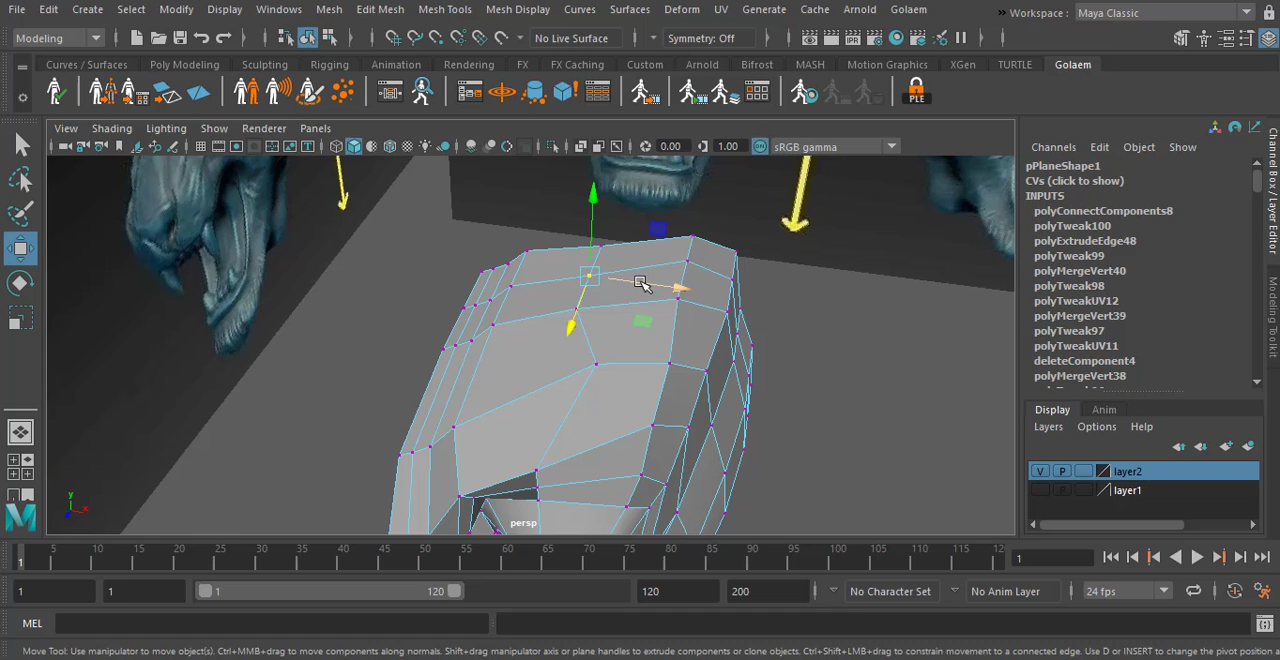 File Edit Create Select Modify Display Windows Mesh Edit Mesh Mesh Tools Mesh Display Curves Surfaces Deform UV Generate Cache Arnold Golaem » Workspace : Maya Classic
Modeling No Live Surface Symmetry: Off
Curves / Surfaces Poly Modeling Sculpting Rigging Animation Rendering FX FX Caching Custom Arnold Bifrost MASH Motion Graphics XGen TURTLE Golaem
PLE
View Shading Lighting Show Renderer Panels
0.00 1.00 ON sRGB gamma
Channels Edit Object Show
pPlaneShape1
CVs (click to show)
INPUTS
polyConnectComponents8
polyTweak100
polyExtrudeEdge48
polyTweak99
polyMergeVert40
polyTweak98
polyTweakUV12
polyMergeVert39
polyTweak97
polyTweakUV11
deleteComponent4
polyMergeVert38
Channel Box / Layer Editor
Modeling Toolkit
Display Anim
Layers Options Help
V P layer2
P layer1
y
x
persp
5 10 15 20 25 30 35 40 45 50 55 60 65 70 75 80 85 90 95 100 105 110 115 12
1 1
1 1 1 120 120 200 No Character Set No Anim Layer 24 fps
MEL
Move Tool: Use manipulator to move object(s). Ctrl+MMB+drag to move components along normals. Shift+drag manipulator axis or plane handles to extrude components or clone objects. Ctrl+Shift+LMB+drag to constrain movement to a connected edge. Use D or INSERT to change the pivot position a